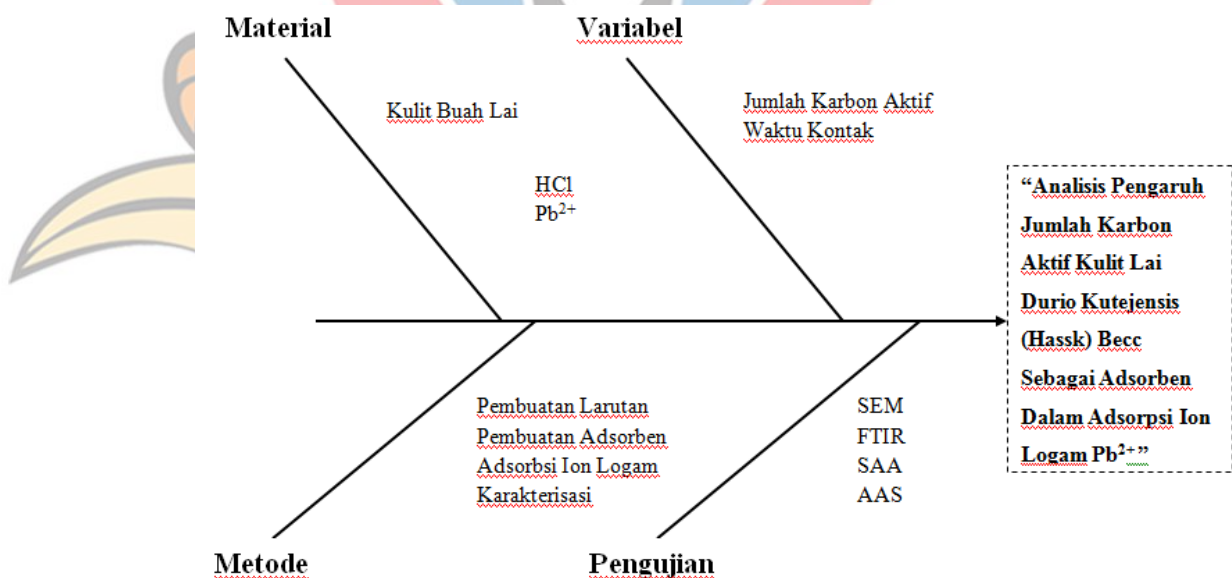 Material
Variabel
Kulit Buah Lai
Jumlah Karbon Aktif
Waktu Kontak
HCl
Pb²⁺
“Analisis Pengaruh
Jumlah Karbon
Aktif Kulit Lai
Durio Kutejensis
(Hassk) Becc
Sebagai Adsorben
Dalam Adsorpsi Ion
Logam Pb²⁺”
Pembuatan Larutan
Pembuatan Adsorben
Adsorbsi Ion Logam
Karakterisasi
SEM
FTIR
SAA
AAS
Metode
Pengujian